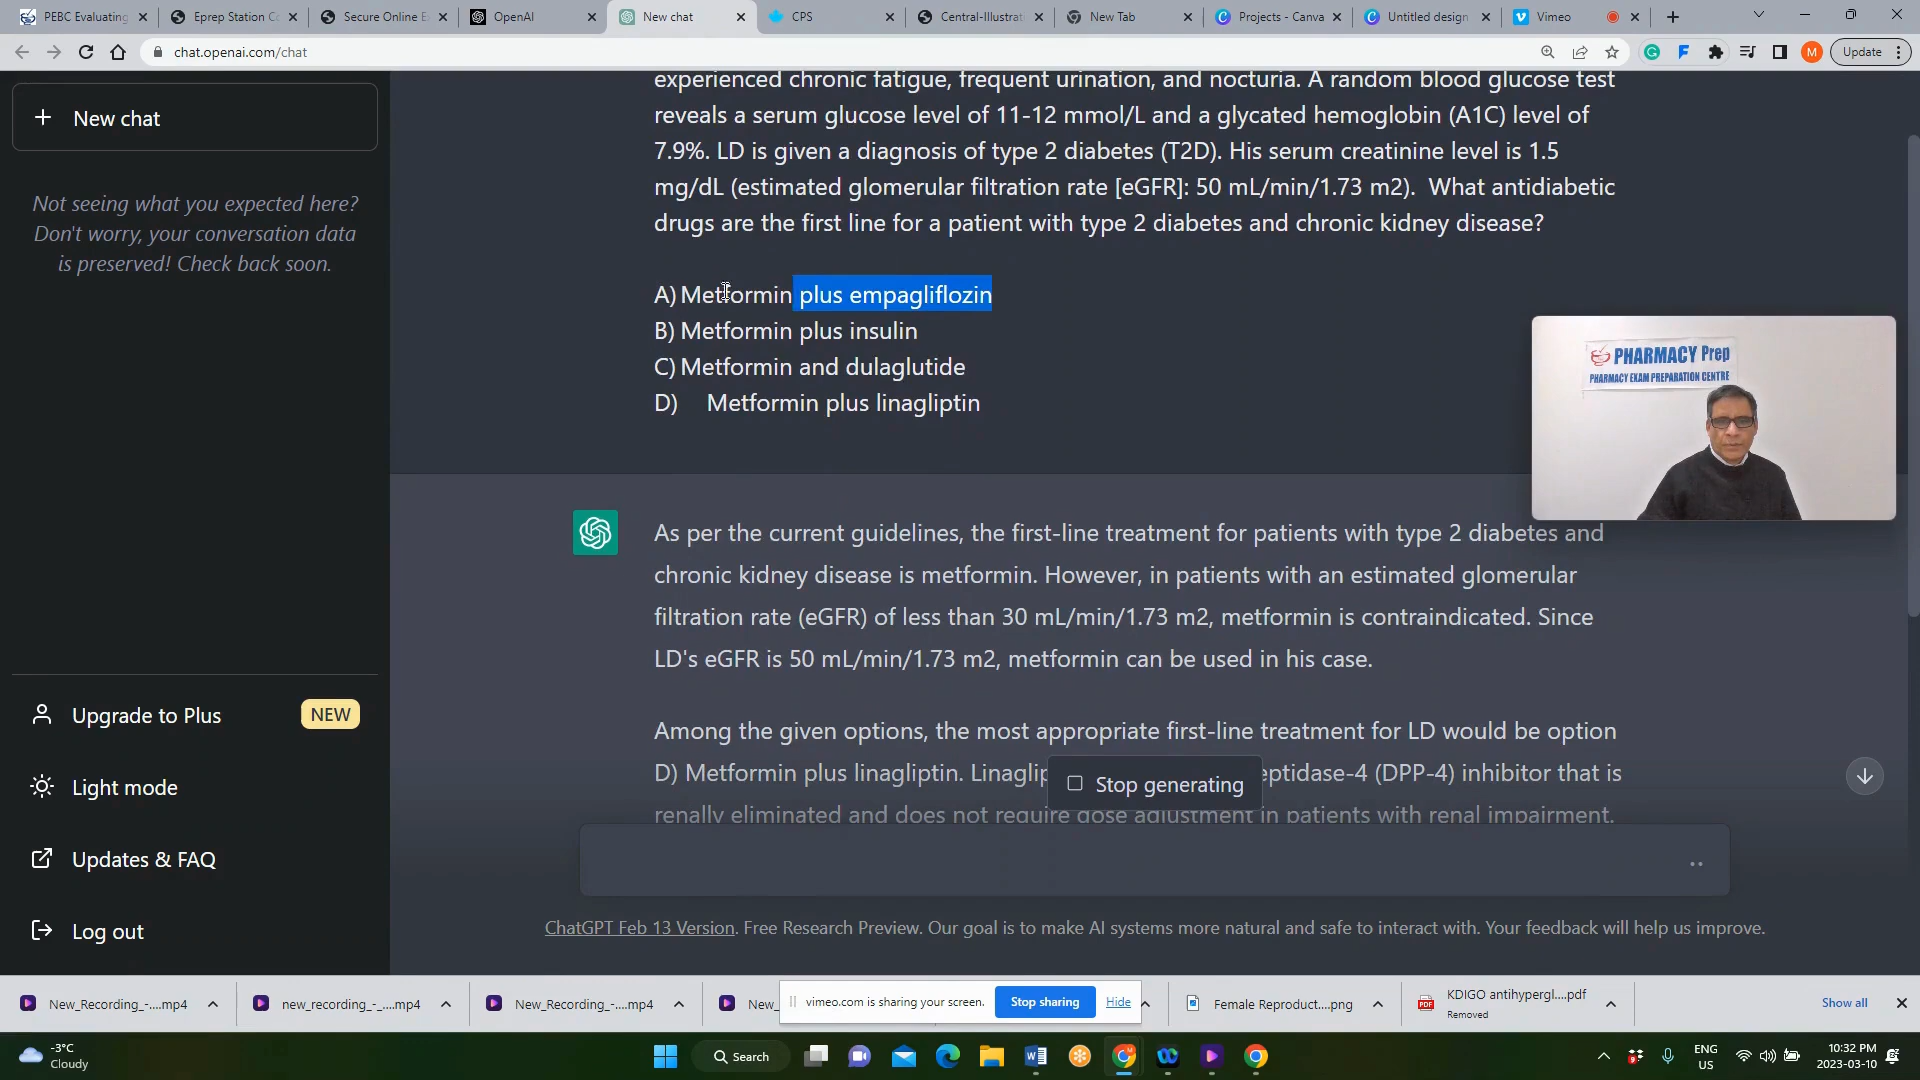 PEBC Evaluating
Eprep Station C
Secure Online E
OpenAI
New chat
CPS
Central-Illustrat
New Tab
Projects - Canva
Untitled design
Vimeo
chat.openai.com/chat
M
Update
New chat
Not seeing what you expected here?
Don't worry, your conversation data
is preserved! Check back soon.
Upgrade to Plus
NEW
Light mode
Updates & FAQ
Log out
experienced chronic fatigue, frequent urination, and nocturia. A random blood glucose test
reveals a serum glucose level of 11-12 mmol/L and a glycated hemoglobin (A1C) level of
7.9%. LD is given a diagnosis of type 2 diabetes (T2D). His serum creatinine level is 1.5
mg/dL (estimated glomerular filtration rate [eGFR]: 50 mL/min/1.73 m2).  What antidiabetic
drugs are the first line for a patient with type 2 diabetes and chronic kidney disease?
A) Metformin plus empagliflozin
B) Metformin plus insulin
C) Metformin and dulaglutide
D) Metformin plus linagliptin
PHARMACY Prep
PHARMACY EXAM PREPARATION CENTRE
As per the current guidelines, the first-line treatment for patients with type 2 diabetes and
chronic kidney disease is metformin. However, in patients with an estimated glomerular
filtration rate (eGFR) of less than 30 mL/min/1.73 m2, metformin is contraindicated. Since
LD's eGFR is 50 mL/min/1.73 m2, metformin can be used in his case.
Among the given options, the most appropriate first-line treatment for LD would be option
D) Metformin plus linagliptin. Linaglip eptidase-4 (DPP-4) inhibitor that is
Stop generating
renally eliminated and does not require dose adjustment in patients with renal impairment.
ChatGPT Feb 13 Version. Free Research Preview. Our goal is to make AI systems more natural and safe to interact with. Your feedback will help us improve.
New_Recording_-....mp4
new_recording_-_....mp4
New_Recording_-....mp4
New_
vimeo.com is sharing your screen.
Stop sharing
Hide
Female Reproduct....png
KDIGO antihypergl....pdf
Removed
Show all
-3°C
Cloudy
Search
ENG
US
10:32 PM
2023-03-10